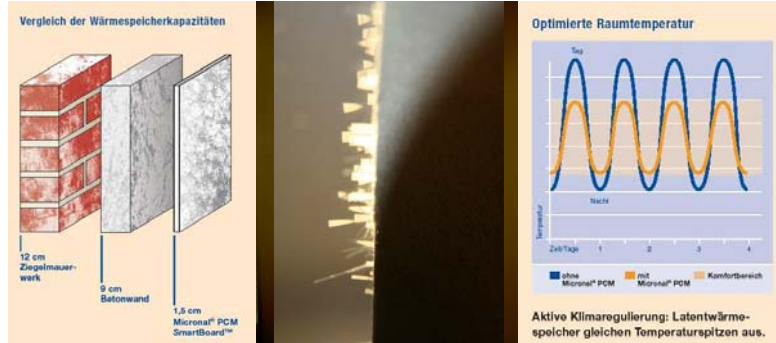 Vergleich der Wärmespeicherkapazitäten
12 cm
Ziegelmauer-
werk
9 cm
Betonwand
1,5 cm
Micronal® PCM
SmartBoard™
Optimierte Raumtemperatur
Tag
Nacht
Temperatur
Zeit/Tage 1 2 3 4
ohne
Micronal® PCM
mit
Micronal® PCM
Komfortbereich
Aktive Klimaregulierung: Latentwärme-
speicher gleichen Temperaturspitzen aus.